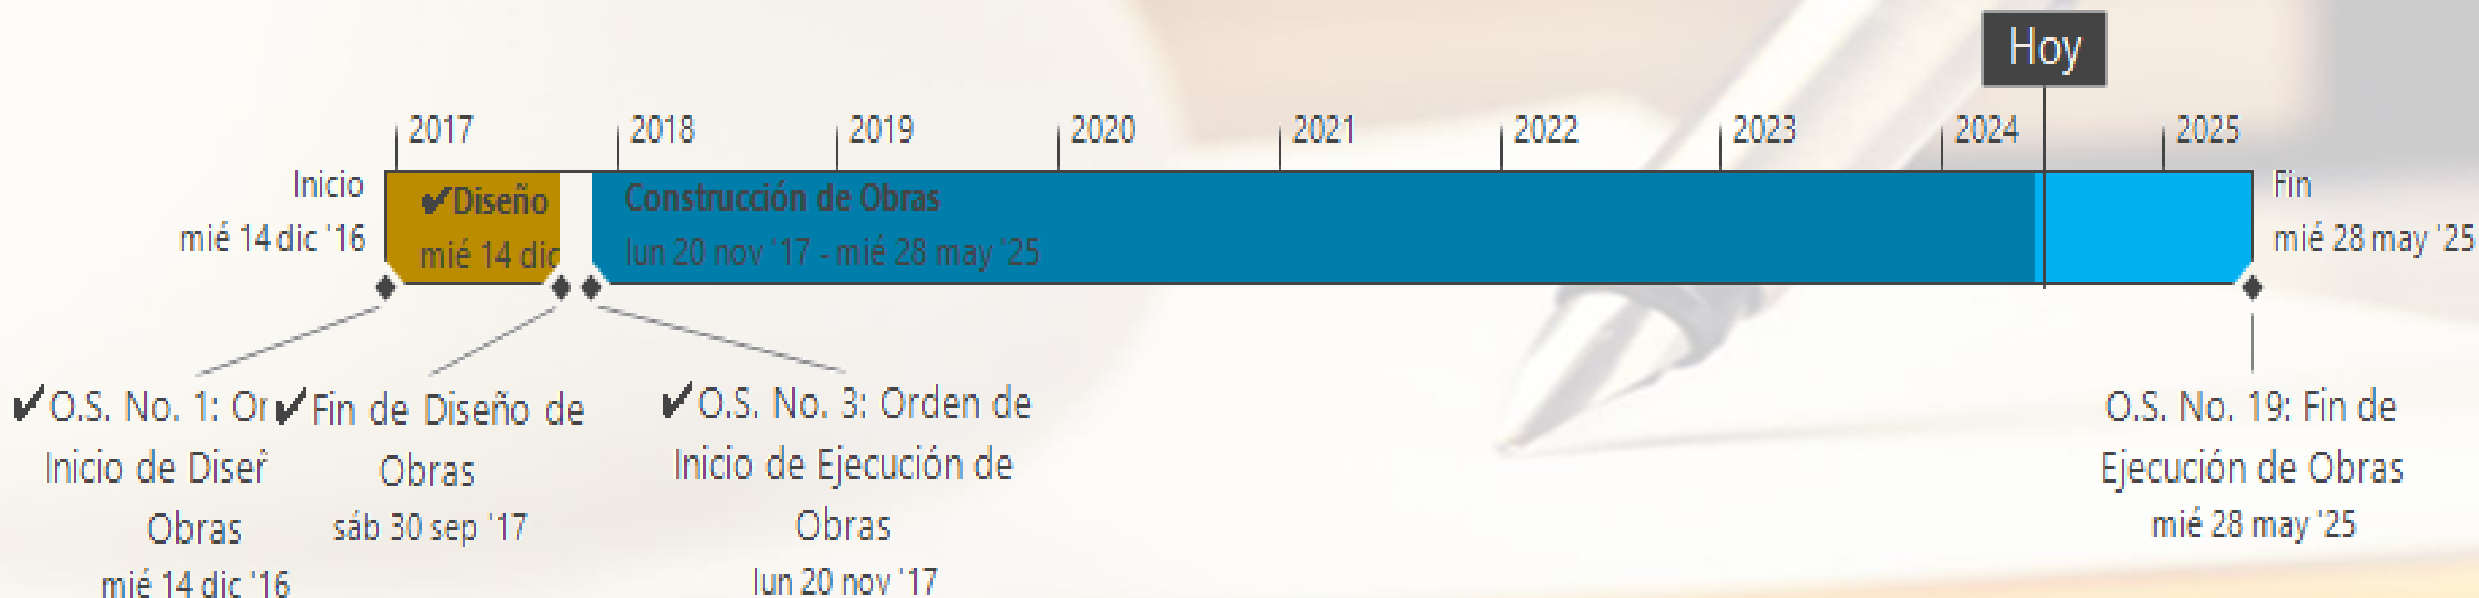 Hoy
2017 2018 2019 2020 2021 2022 2023 2024 2025
Inicio
mié 14 dic '16
✔Diseño
mié 14 dic
Construcción de Obras
lun 20 nov '17 - mié 28 may '25
Fin
mié 28 may '25
✔O.S. No. 1: Or
Inicio de Diseñ
Obras
mié 14 dic '16
✔Fin de Diseño de
Obras
sáb 30 sep '17
✔O.S. No. 3: Orden de
Inicio de Ejecución de
Obras
lun 20 nov '17
O.S. No. 19: Fin de
Ejecución de Obras
mié 28 may '25